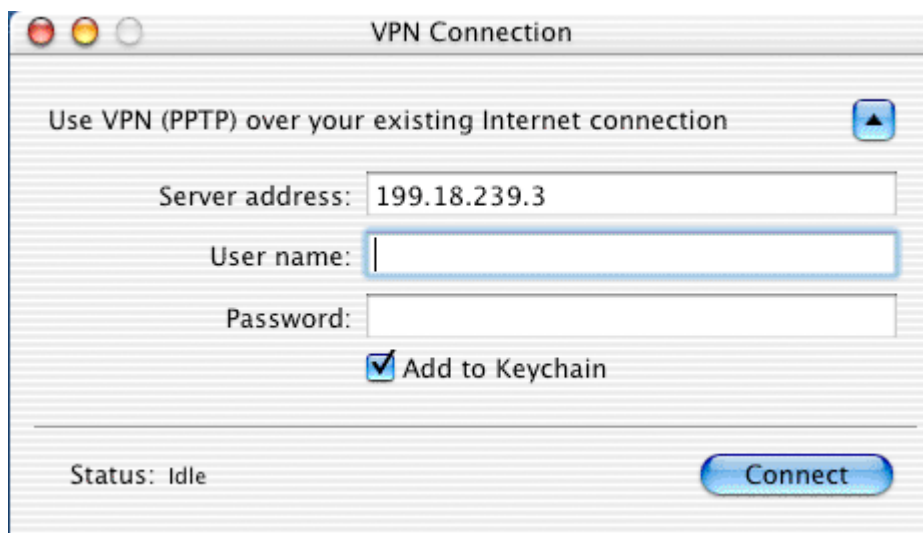 VPN Connection
Use VPN (PPTP) over your existing Internet connection
Server address: 199.18.239.3
User name:
Password:
Add to Keychain
Status: Idle
Connect